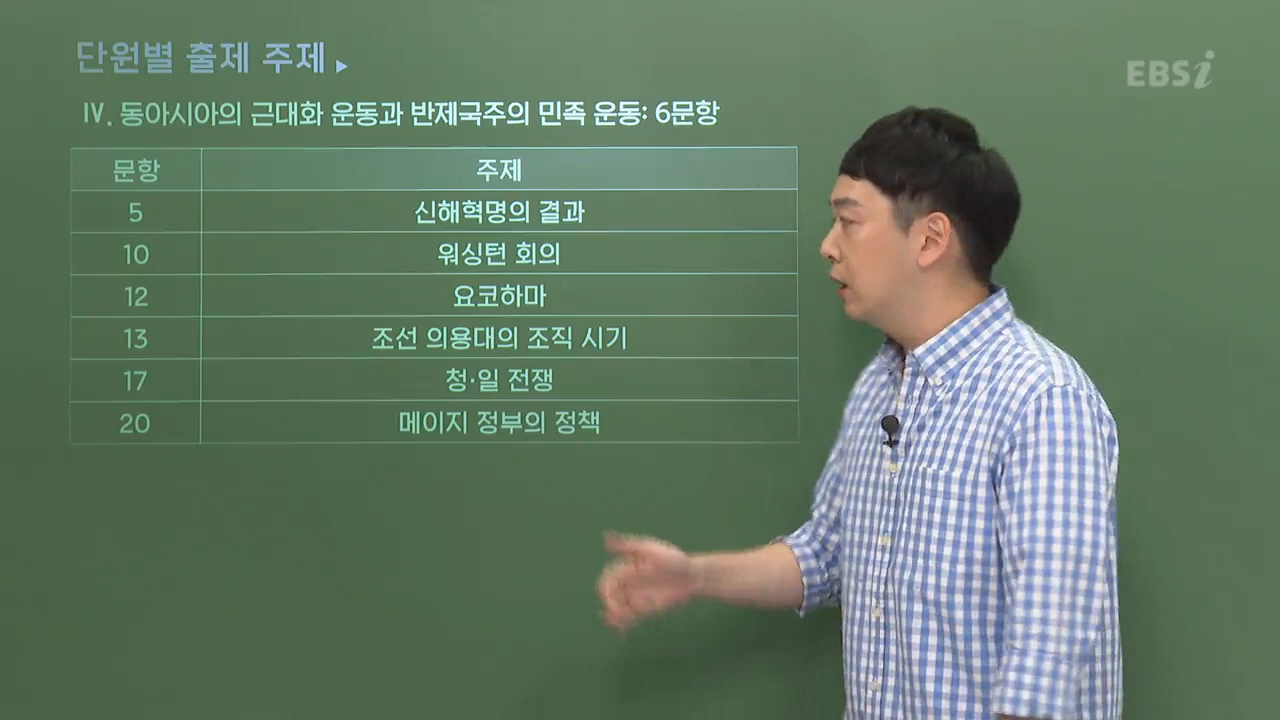 단원별 출제 주제 ▶
EBSi
Ⅳ. 동아시아의 근대화 운동과 반제국주의 민족 운동: 6문항
문항 주제
5 신해혁명의 결과
10 워싱턴 회의
12 요코하마
13 조선 의용대의 조직 시기
17 청·일 전쟁
20 메이지 정부의 정책